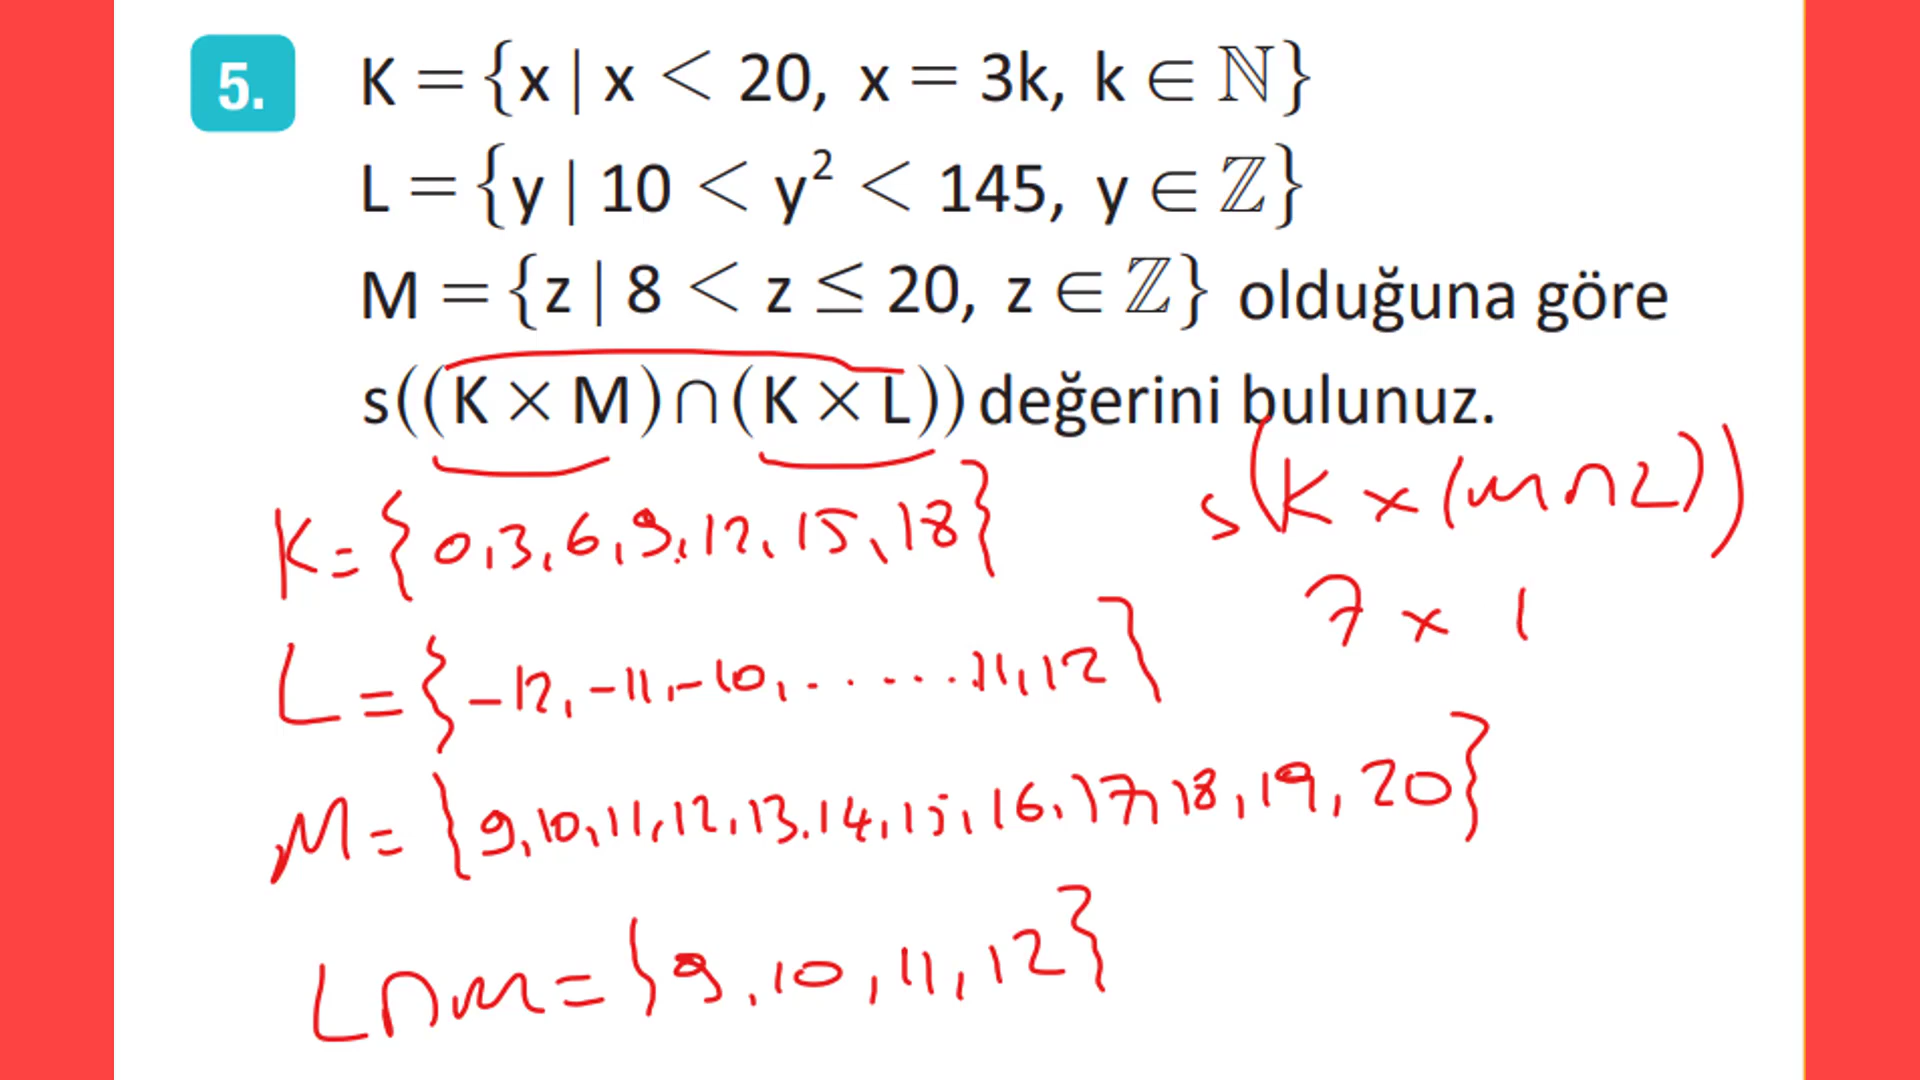 5. K = {x | x < 20, x = 3k, k ∈ ℕ}
L = {y | 10 < y² < 145, y ∈ ℤ}
M = {z | 8 < z ≤ 20, z ∈ ℤ} olduğuna göre
s((K × M)∩(K × L)) değerini bulunuz.
s(K × (m∩L))
K = {0,3,6,9,12,15,18}
7 × 1
L = {-12,-11,-10,.......11,12}
M = {9,10,11,12,13.14,15,16,17,18,19,20}
L∩m = {9,10,11,12}